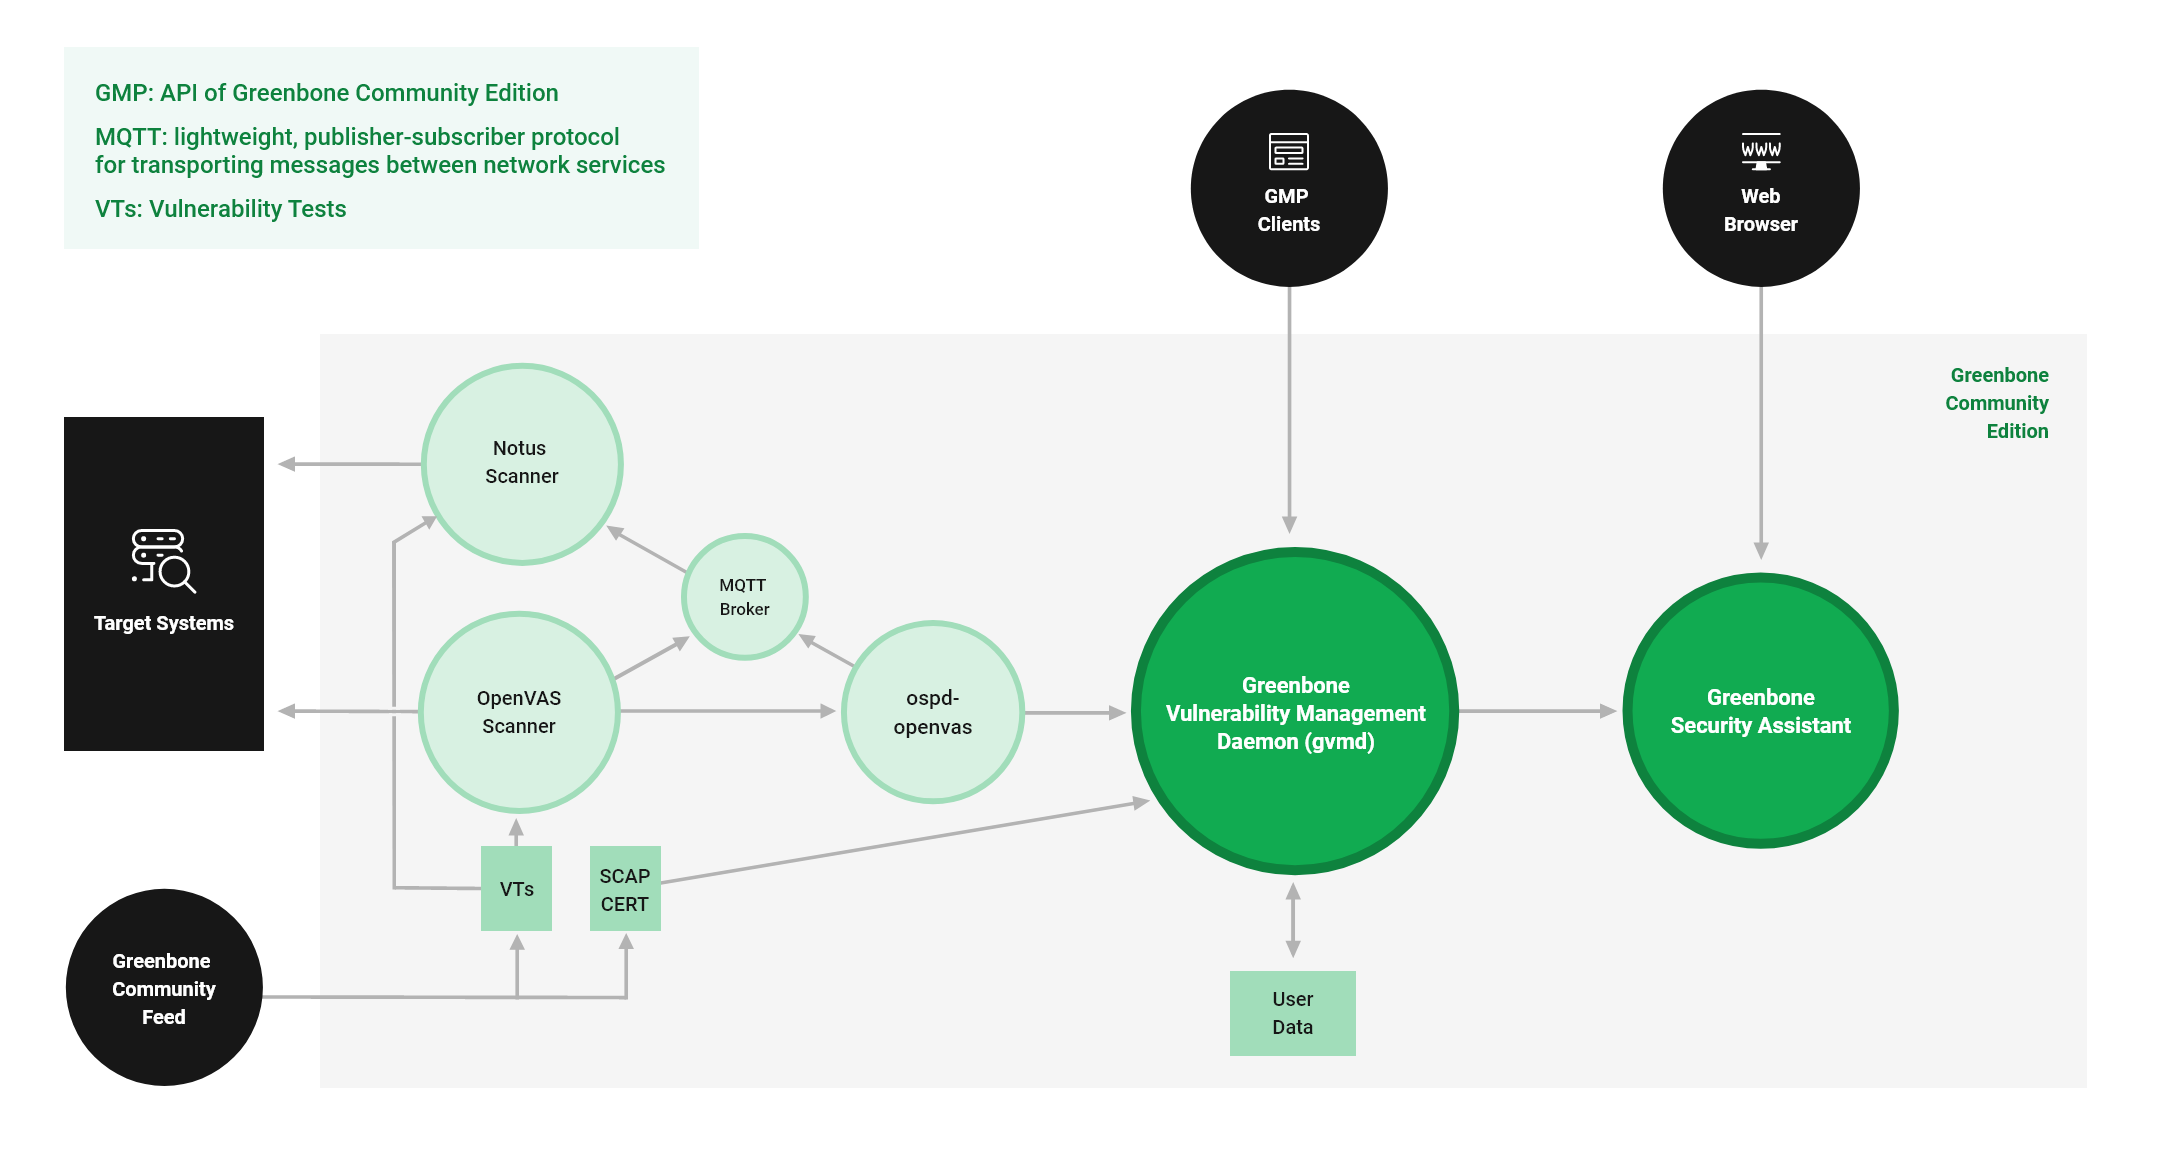 GMP: API of Greenbone Community Edition
MQTT: lightweight, publisher-subscriber protocol
for transporting messages between network services
VTs: Vulnerability Tests
GMP
Clients
WWW
Web
Browser
Greenbone
Community
Edition
Notus
Scanner
Target Systems
MQTT
Broker
OpenVAS
Scanner
ospd-
openvas
Greenbone
Vulnerability Management
Daemon (gvmd)
Greenbone
Security Assistant
VTs
SCAP
CERT
Greenbone
Community
Feed
User
Data